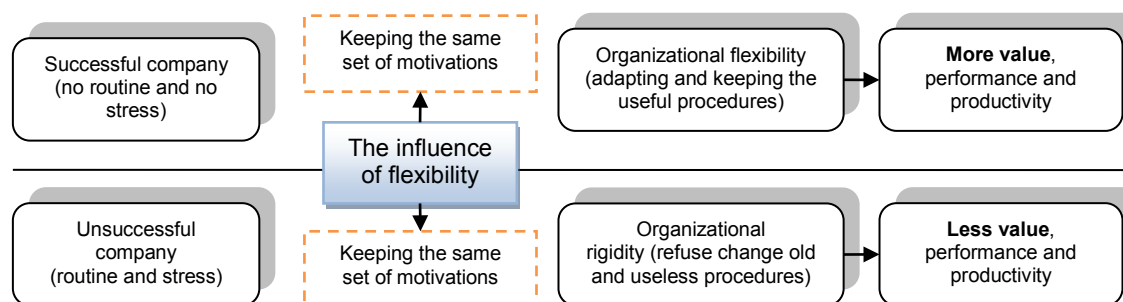 Successful company
(no routine and no
stress)
Keeping the same
set of motivations
Organizational flexibility
(adapting and keeping the
useful procedures)
More value,
performance and
productivity
The influence
of flexibility
Unsuccessful
company
(routine and stress)
Keeping the same
set of motivations
Organizational
rigidity (refuse change old
and useless procedures)
Less value,
performance and
productivity